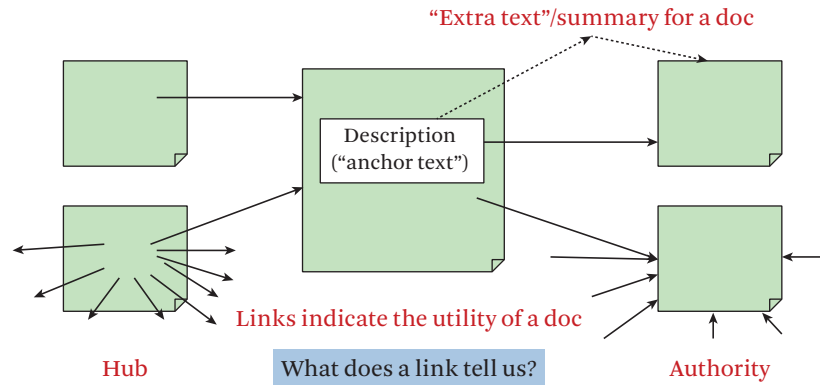 “Extra text”/summary for a doc
Description
(“anchor text”)
Links indicate the utility of a doc
Hub
What does a link tell us?
Authority